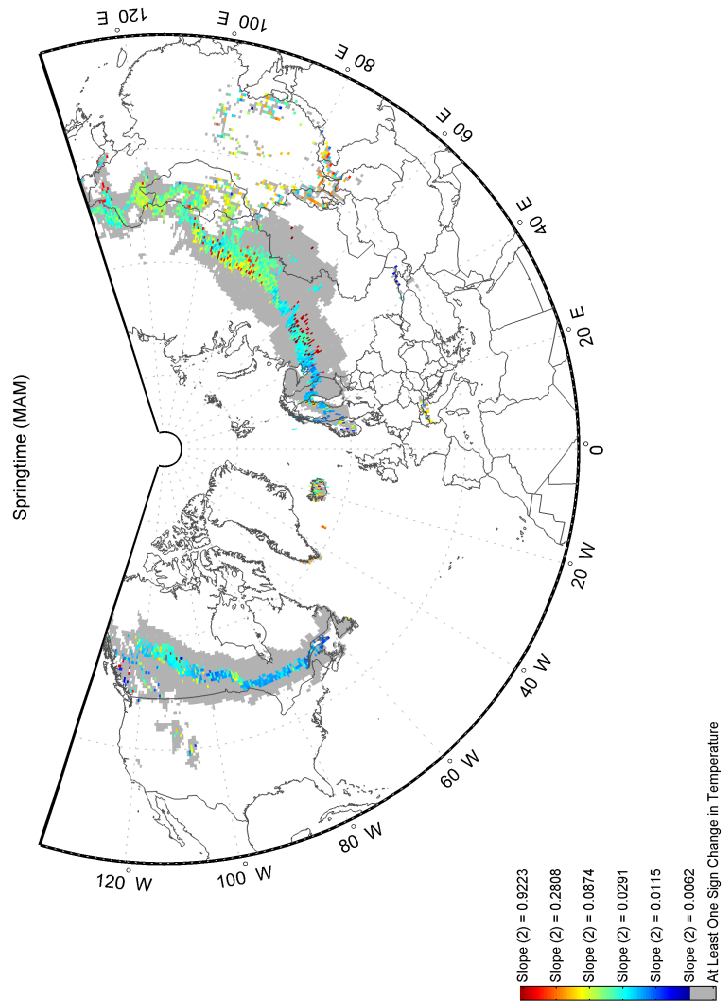 Springtime (MAM)
120 E
100 E
80 E
60 E
40 E
20 E
0
20 W
40 W
60 W
80 W
100 W
120 W
Slope (2) = 0.9223
Slope (2) = 0.2808
Slope (2) = 0.0874
Slope (2) = 0.0291
Slope (2) = 0.0115
Slope (2) = 0.0062
At Least One Sign Change in Temperature